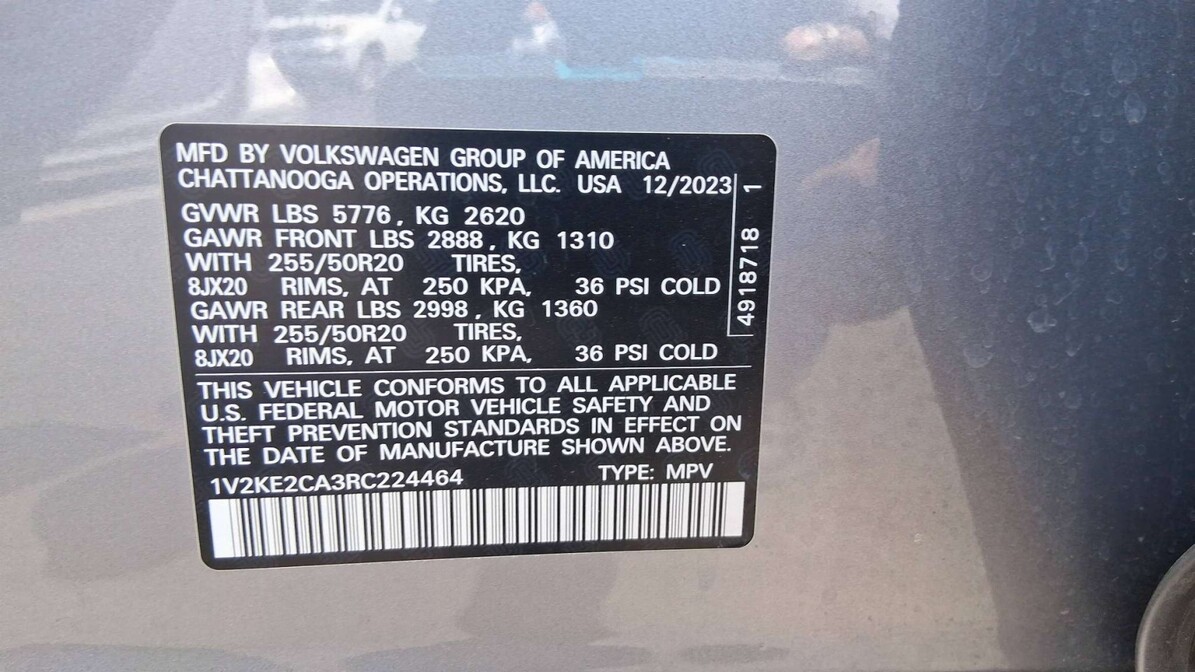 MFD BY VOLKSWAGEN GROUP OF AMERICA
CHATTANOOGA OPERATIONS, LLC. USA 12/2023
GVWR LBS 5776, KG 2620
GAWR FRONT LBS 2888, KG 1310
WITH 255/50R20 TIRES,
8JX20 RIMS, AT 250 KPA, 36 PSI COLD
GAWR REAR LBS 2998, KG 1360
WITH 255/50R20 TIRES,
8JX20 RIMS, AT 250 KPA, 36 PSI COLD
4918718 1
THIS VEHICLE CONFORMS TO ALL APPLICABLE
U.S. FEDERAL MOTOR VEHICLE SAFETY AND
THEFT PREVENTION STANDARDS IN EFFECT ON
THE DATE OF MANUFACTURE SHOWN ABOVE.
1V2KE2CA3RC224464 TYPE: MPV